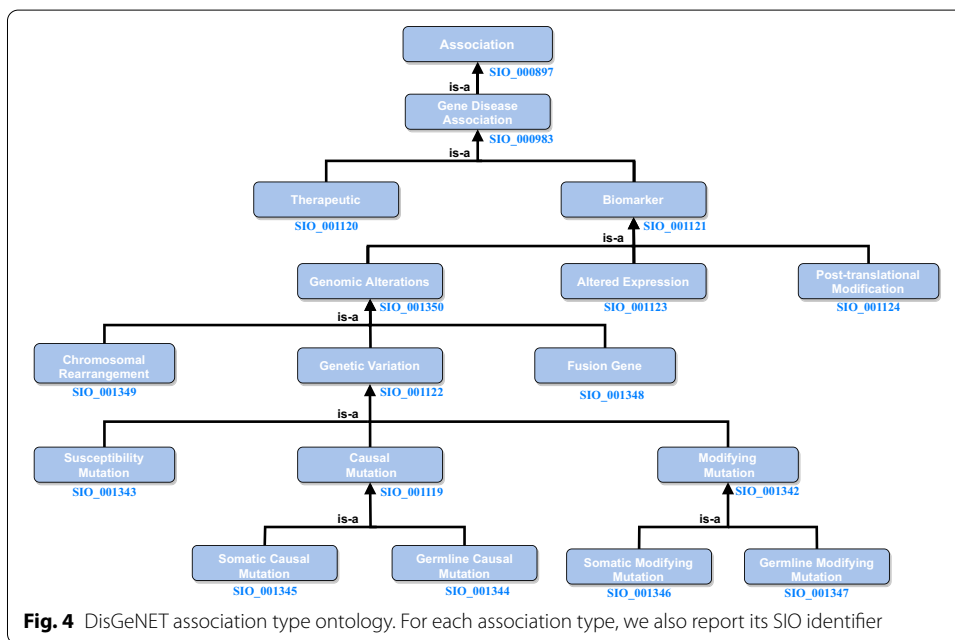 Association
SIO_000897
is-a
Gene Disease
Association
SIO_000983
is-a
Therapeutic
SIO_001120
Biomarker
SIO_001121
is-a
Genomic Alterations
SIO_001350
Altered Expression
SIO_001123
Post-translational
Modification
SIO_001124
is-a
Chromosomal
Rearrangement
SIO_001349
Genetic Variation
SIO_001122
Fusion Gene
SIO_001348
is-a
Susceptibility
Mutation
SIO_001343
Causal
Mutation
SIO_001119
Modifying
Mutation
SIO_001342
is-a
is-a
Somatic Causal
Mutation
SIO_001345
Germline Causal
Mutation
SIO_001344
Somatic Modifying
Mutation
SIO_001346
Germline Modifying
Mutation
SIO_001347
Fig. 4 DisGeNET association type ontology. For each association type, we also report its SIO identifier